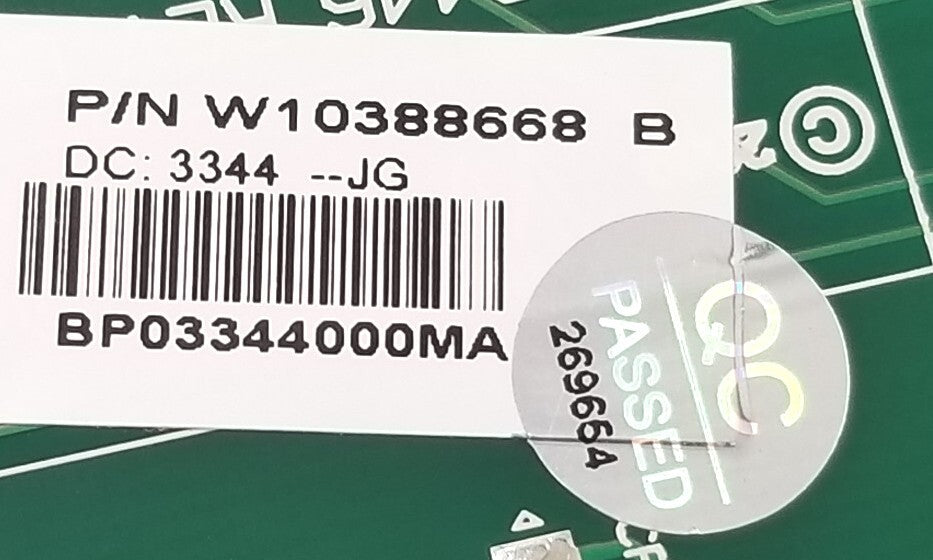 P/N W10388668 B
DC: 3344 --JG
BP03344000MA
QC
PASSED
269664
©